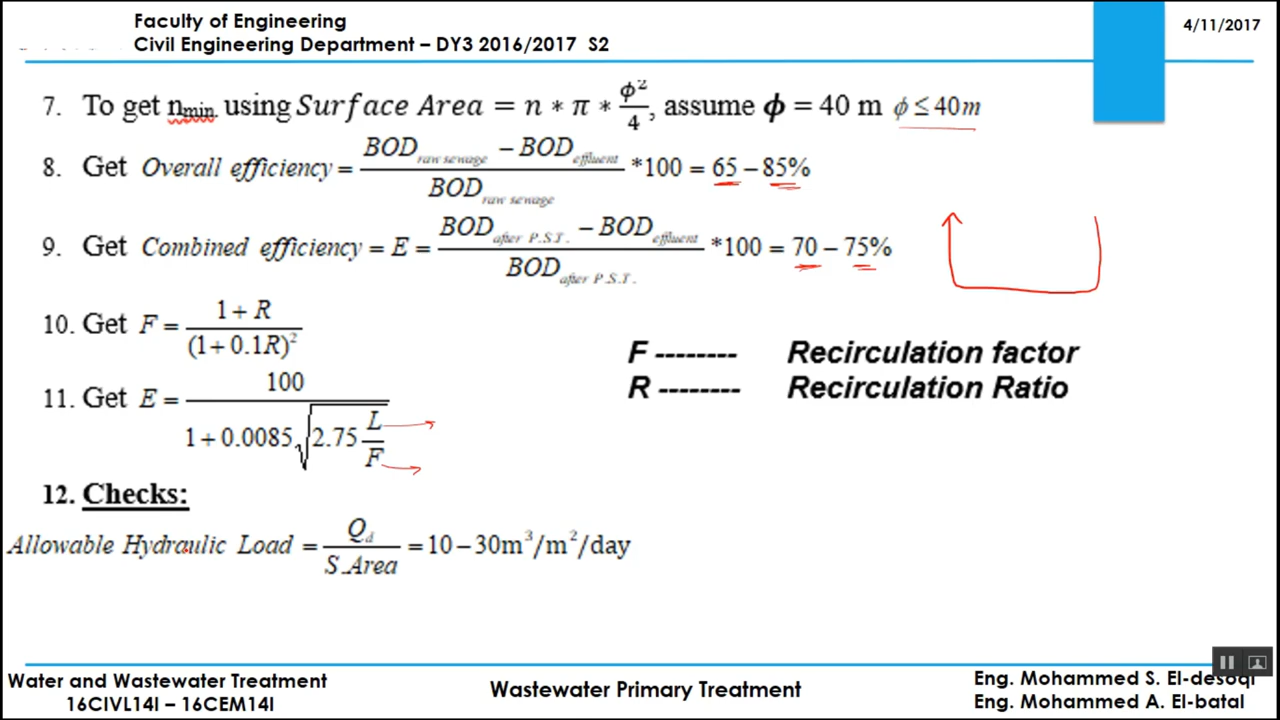 Faculty of Engineering
Civil Engineering Department – DY3 2016/2017 S2
4/11/2017
7. To get nmin. using Surface Area = n ∗ π ∗ ϕ²/4, assume ϕ = 40 m ϕ ≤ 40m
8. Get Overall efficiency = (BOD raw sewage − BOD effluent) / BOD raw sewage *100 = 65 − 85%
9. Get Combined efficiency = E = (BOD after P.S.T. − BOD effluent) / BOD after P.S.T. *100 = 70 − 75%
10. Get F = (1 + R) / (1 + 0.1R)²
F -------- Recirculation factor
R -------- Recirculation Ratio
11. Get E = 100 / (1 + 0.0085 √(2.75 L/F))
12. Checks:
Allowable Hydraulic Load = Qd / S.Area = 10 − 30m³/m²/day
Water and Wastewater Treatment
16CIVL14I – 16CEM14I
Wastewater Primary Treatment
Eng. Mohammed S. El-desoqi
Eng. Mohammed A. El-batal